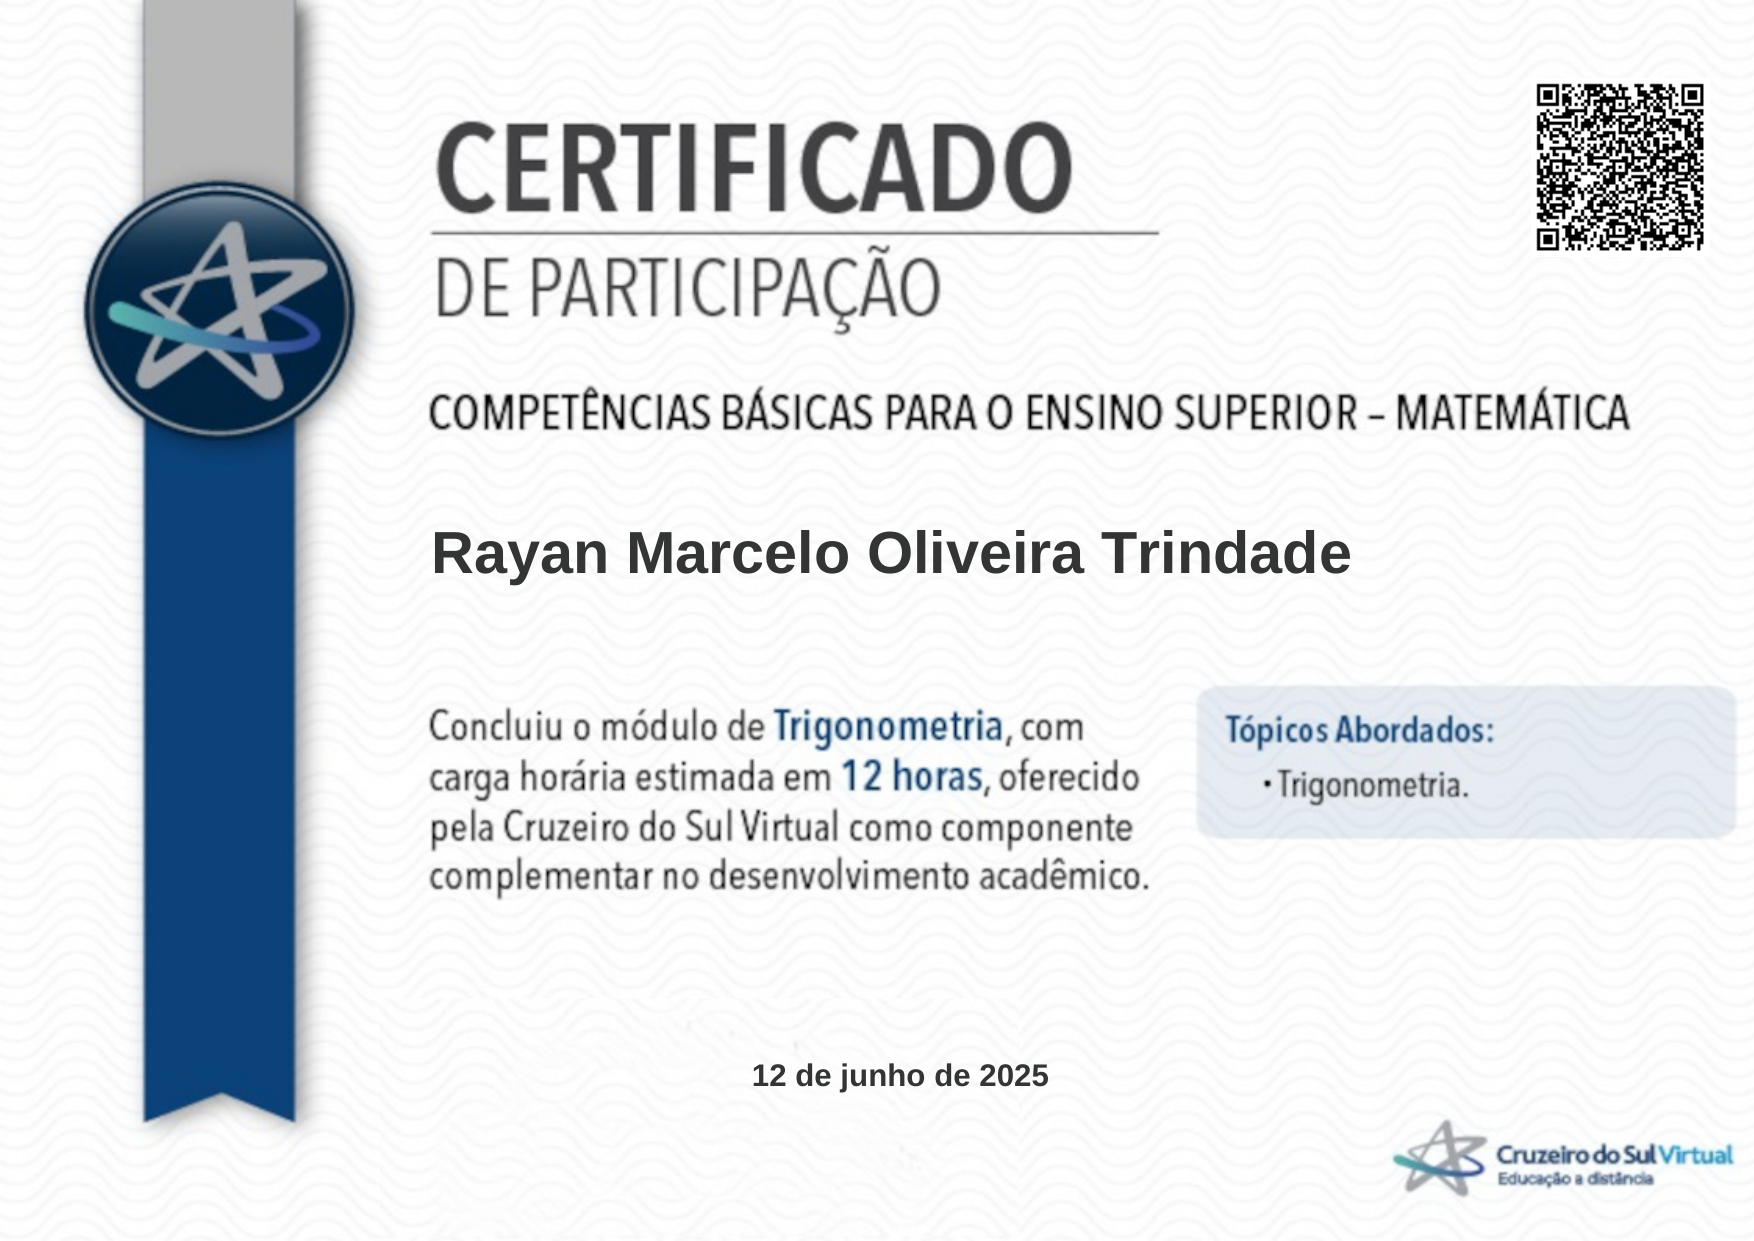 CERTIFICADO
DE PARTICIPAÇÃO
COMPETÊNCIAS BÁSICAS PARA O ENSINO SUPERIOR – MATEMÁTICA
Rayan Marcelo Oliveira Trindade
Concluiu o módulo de Trigonometria, com
carga horária estimada em 12 horas, oferecido
pela Cruzeiro do Sul Virtual como componente
complementar no desenvolvimento acadêmico.
Tópicos Abordados:
• Trigonometria.
12 de junho de 2025
Cruzeiro do Sul Virtual
Educação a distância